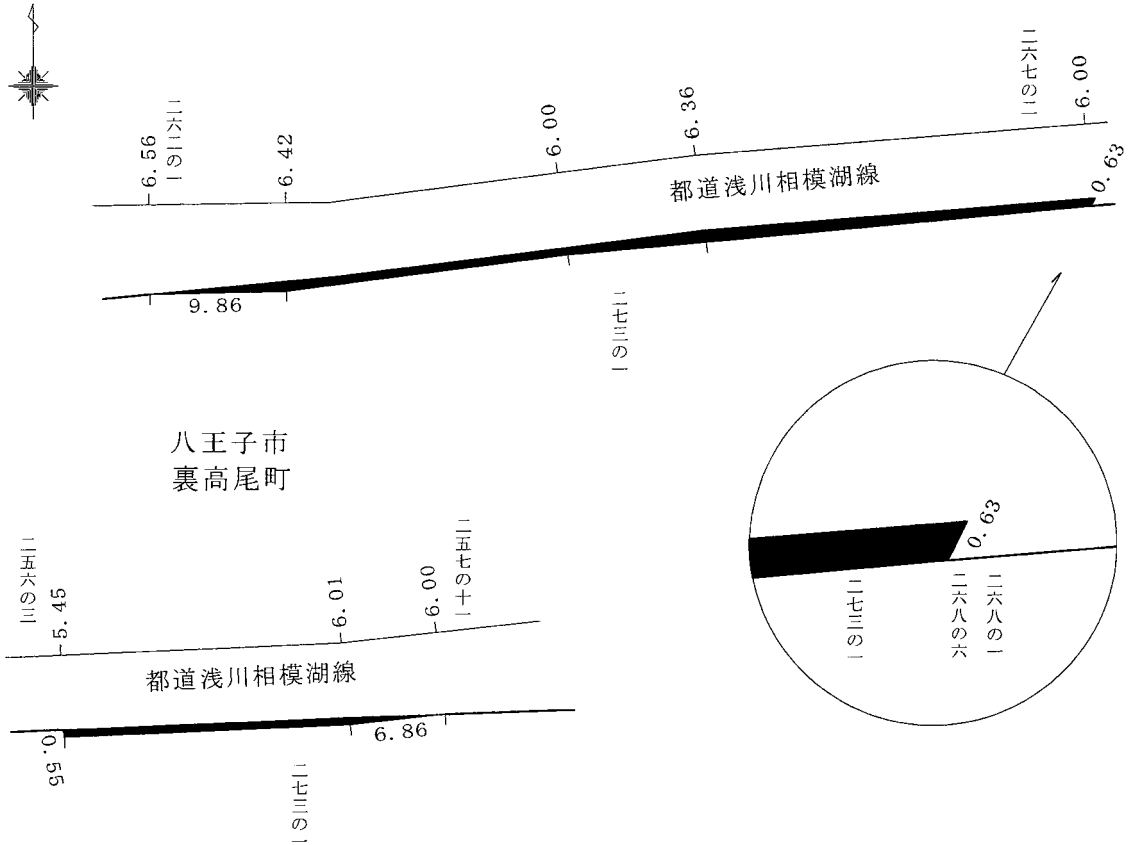 6.56
二六二の一
6.42
6.00
6.36
二六七の二
6.00
0.63
都道浅川相模湖線
9.86
二七三の一
八王子市
裏高尾町
0.63
二七三の一
二六八の六
二六八の一
二五六の三
5.45
6.01
6.00
二五七の十一
都道浅川相模湖線
0.55
6.86
二七三の一